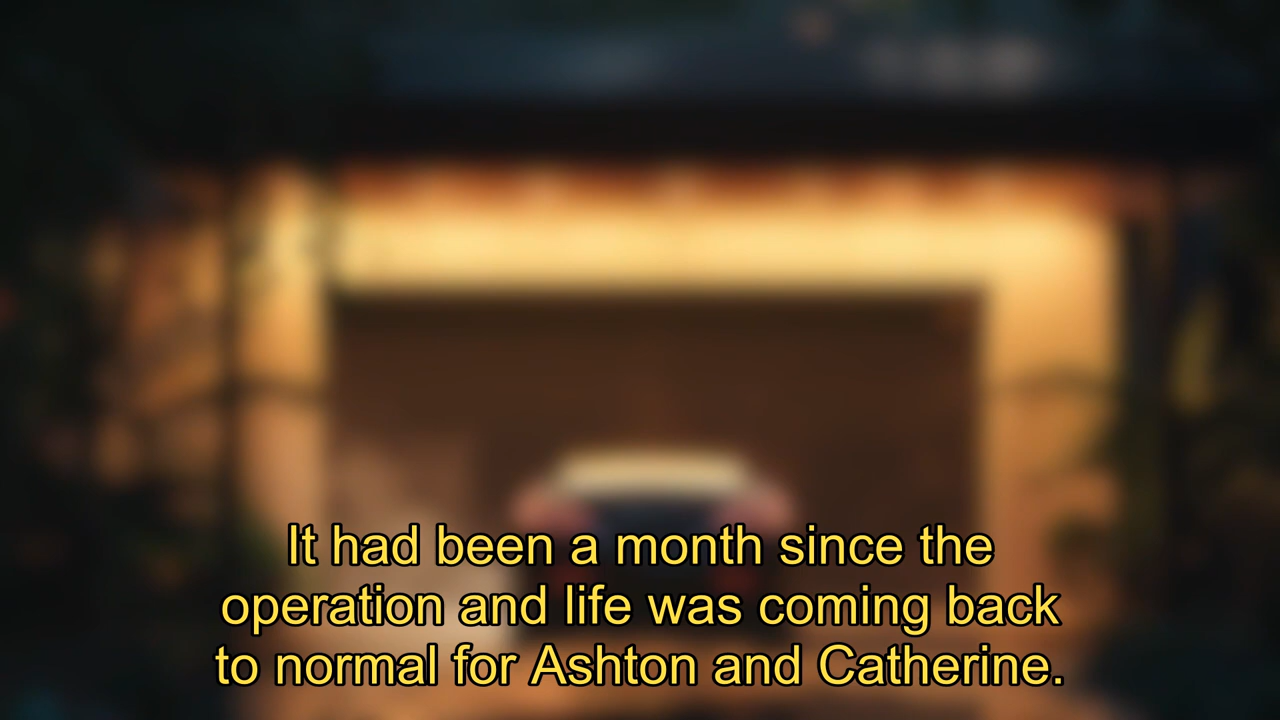 It had been a month since the
operation and life was coming back
to normal for Ashton and Catherine.